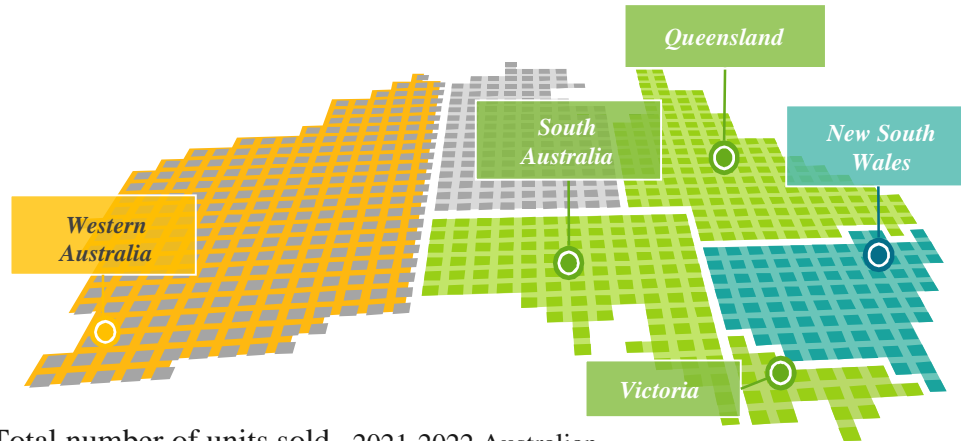 Queensland
South
Australia
New South
Wales
Western
Australia
Victoria
Total number of units sold 2021-2022 Australian